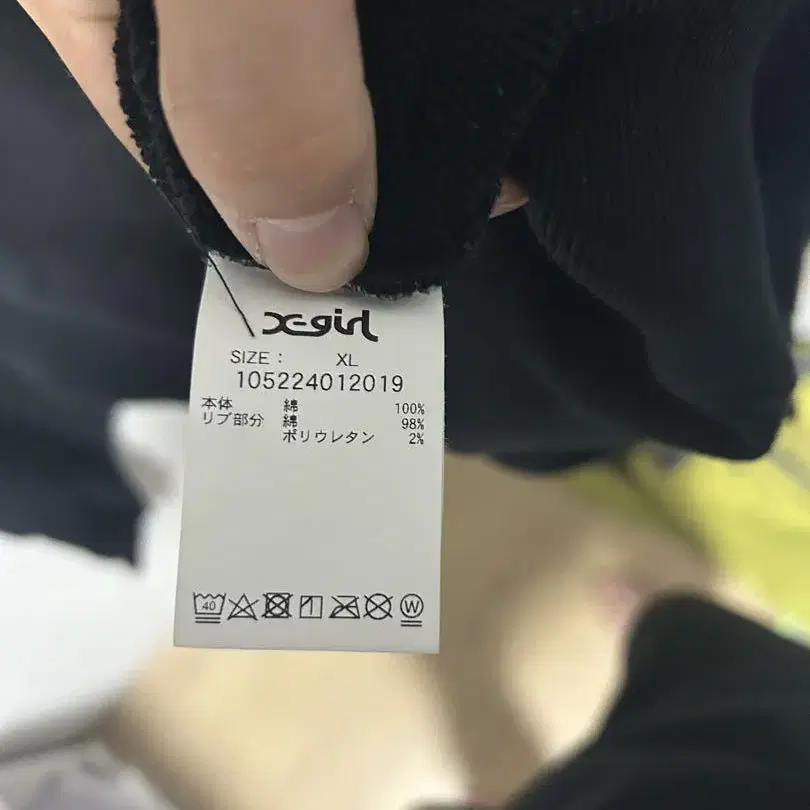 X-girl
SIZE : XL
105224012019
本体 綿 100%
リブ部分 綿 98%
ポリウレタン 2%
40 W